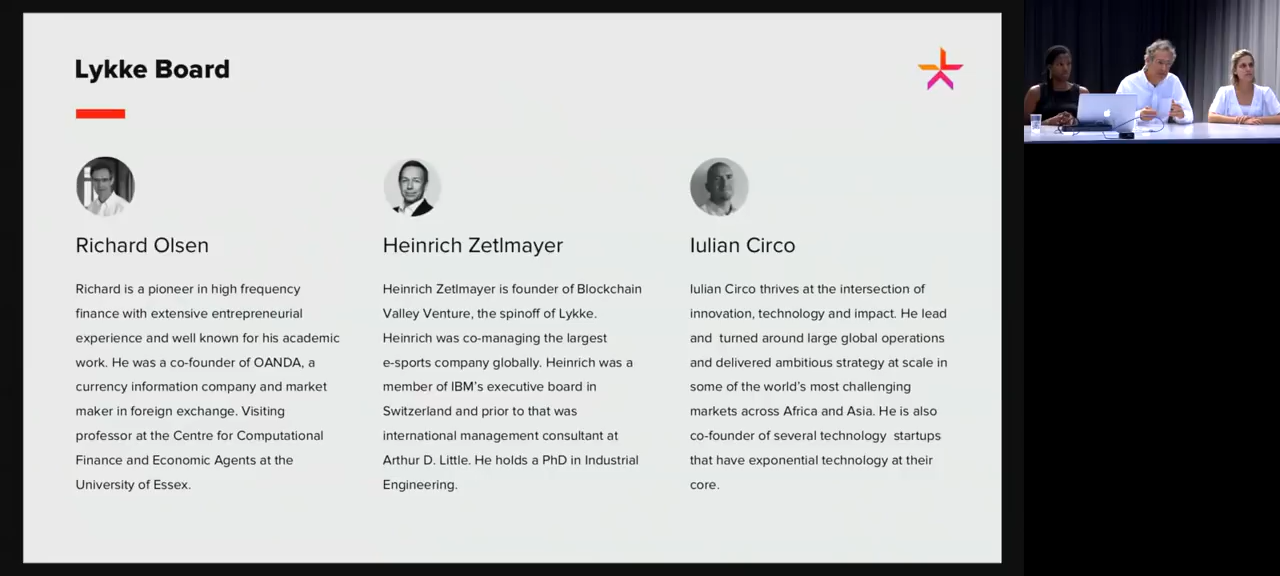 Lykke Board
Richard Olsen
Richard is a pioneer in high frequency
finance with extensive entrepreneurial
experience and well known for his academic
work. He was a co-founder of OANDA, a
currency information company and market
maker in foreign exchange. Visiting
professor at the Centre for Computational
Finance and Economic Agents at the
University of Essex.
Heinrich Zetlmayer
Heinrich Zetlmayer is founder of Blockchain
Valley Venture, the spinoff of Lykke.
Heinrich was co-managing the largest
e-sports company globally. Heinrich was a
member of IBM's executive board in
Switzerland and prior to that was
international management consultant at
Arthur D. Little. He holds a PhD in Industrial
Engineering.
Iulian Circo
Iulian Circo thrives at the intersection of
innovation, technology and impact. He lead
and  turned around large global operations
and delivered ambitious strategy at scale in
some of the world's most challenging
markets across Africa and Asia. He is also
co-founder of several technology  startups
that have exponential technology at their
core.